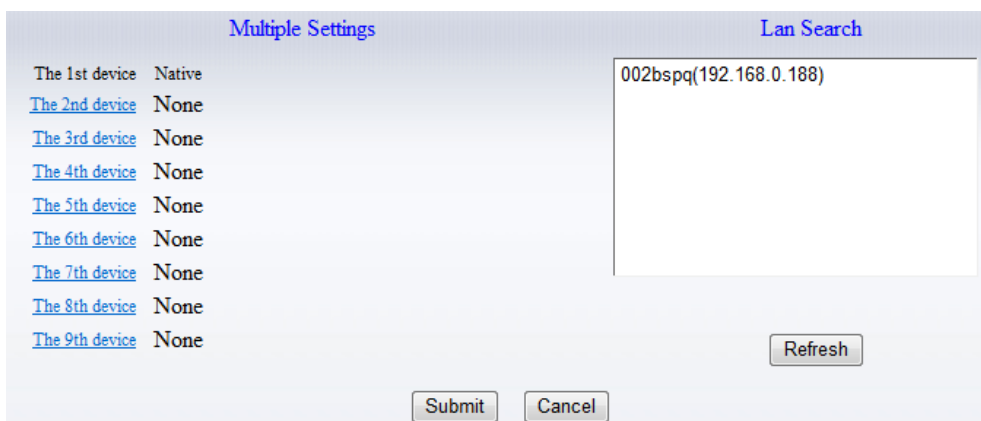 Multiple Settings
Lan Search
The 1st device Native
002bspq(192.168.0.188)
The 2nd device None
The 3rd device None
The 4th device None
The 5th device None
The 6th device None
The 7th device None
The 8th device None
The 9th device None
Refresh
Submit Cancel